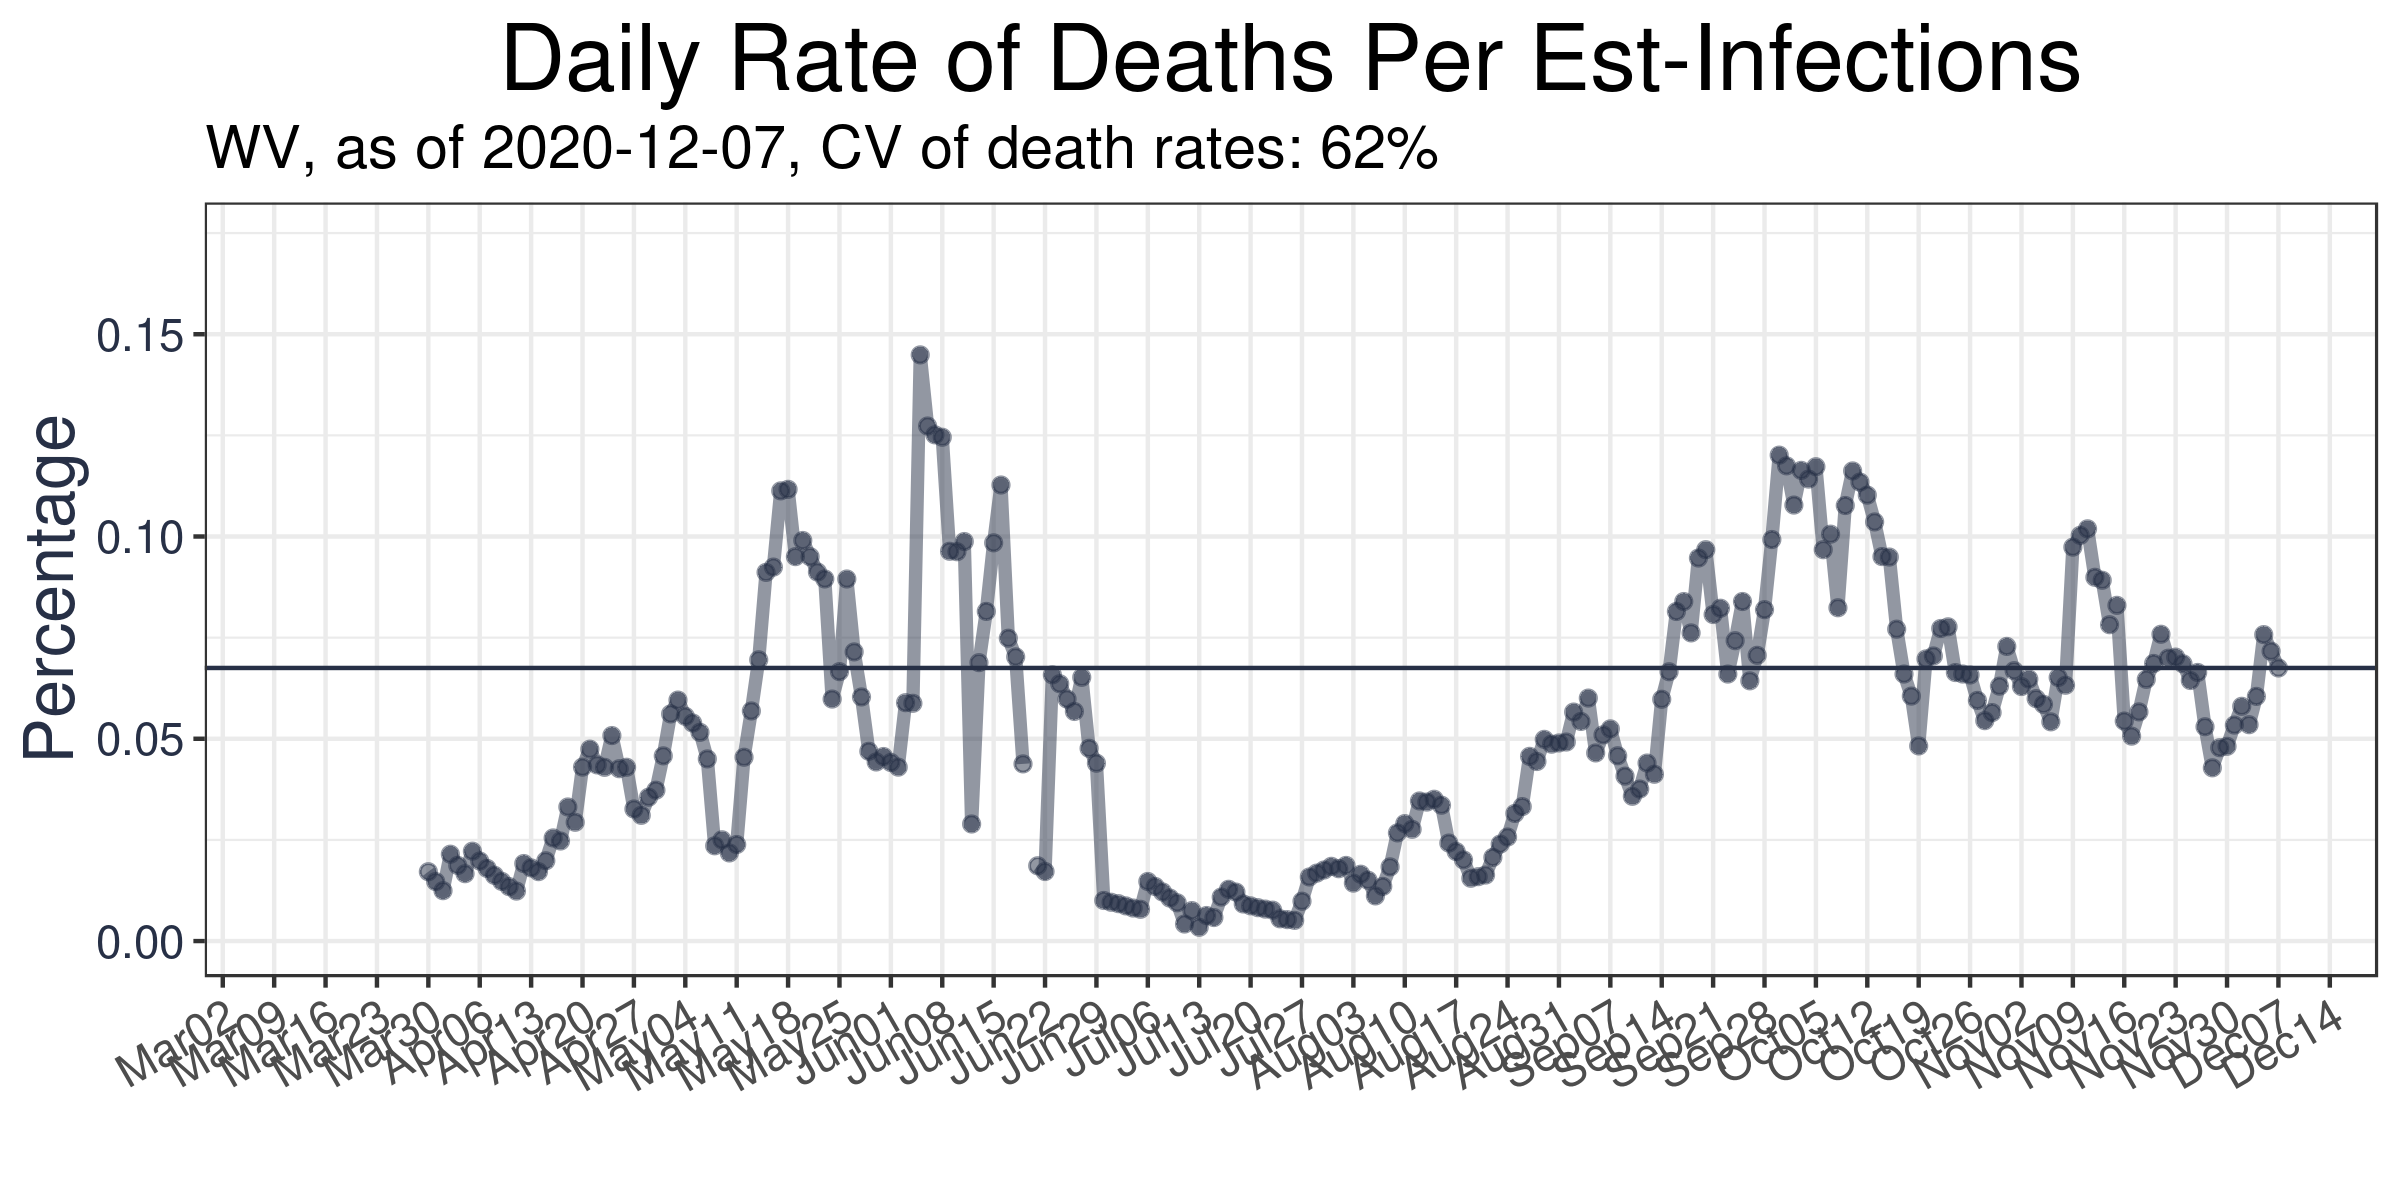 Daily Rate of Deaths Per Est-Infections
WV, as of 2020-12-07, CV of death rates: 62%
Percentage
0.15
0.10
0.05
0.00
Mar02
Mar09
Mar16
Mar23
Mar30
Apr06
Apr13
Apr20
Apr27
May04
May11
May18
May25
Jun01
Jun08
Jun15
Jun22
Jun29
Jul06
Jul13
Jul20
Jul27
Aug03
Aug10
Aug17
Aug24
Aug31
Sep07
Sep14
Sep21
Sep28
Oct05
Oct12
Oct19
Oct26
Nov02
Nov09
Nov16
Nov23
Nov30
Dec07
Dec14